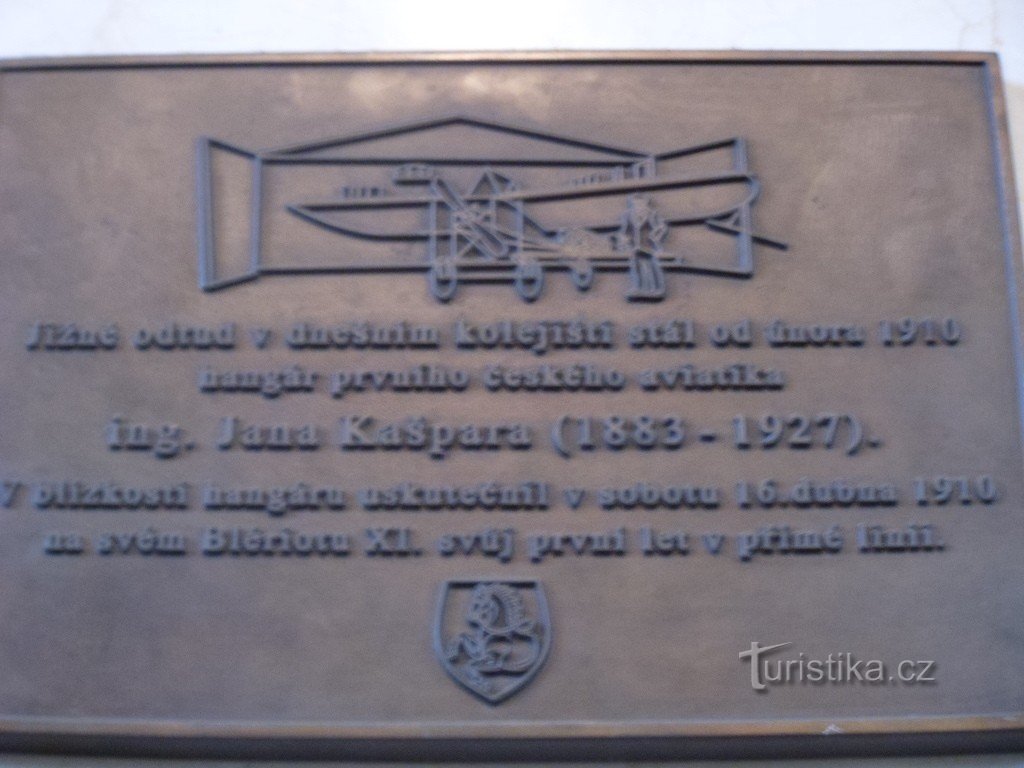 Jižně odtud v dnešním kolejišti stál od února 1910
hangár prvního českého aviatika
ing. Jana Kašpara (1883 - 1927).
V blízkosti hangáru uskutečnil v sobotu 16.dubna 1910
na svém Blériotu XI. svůj první let v přímé linii.
Turistika.cz